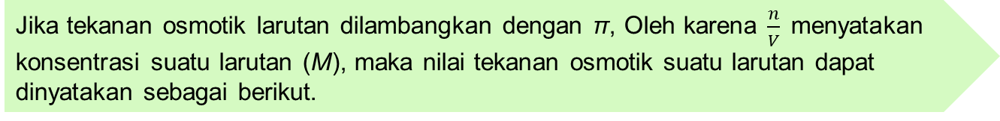 Jika tekanan osmotik larutan dilambangkan dengan π, Oleh karena n/V menyatakan
konsentrasi suatu larutan (M), maka nilai tekanan osmotik suatu larutan dapat
dinyatakan sebagai berikut.